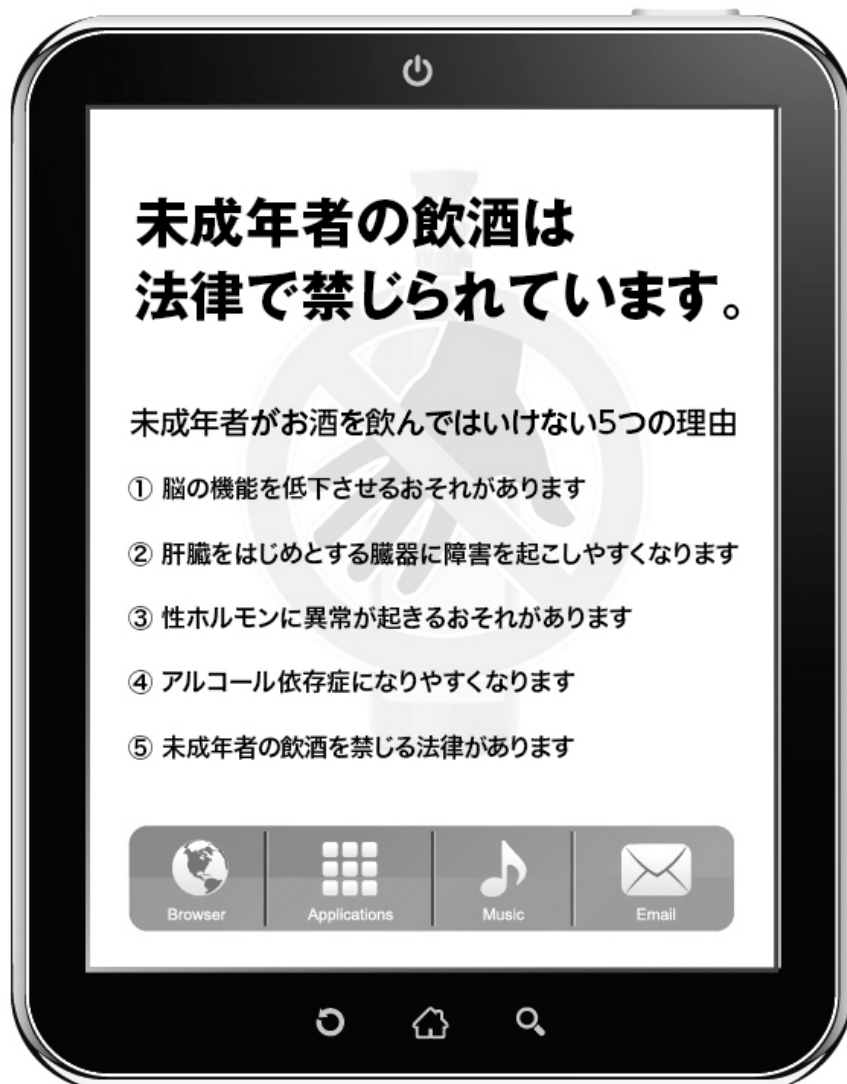 未成年者の飲酒は
法律で禁じられています。
未成年者がお酒を飲んではいけない5つの理由
① 脳の機能を低下させるおそれがあります
② 肝臓をはじめとする臓器に障害を起こしやすくなります
③ 性ホルモンに異常が起きるおそれがあります
④ アルコール依存症になりやすくなります
⑤ 未成年者の飲酒を禁じる法律があります
Browser Applications Music Email